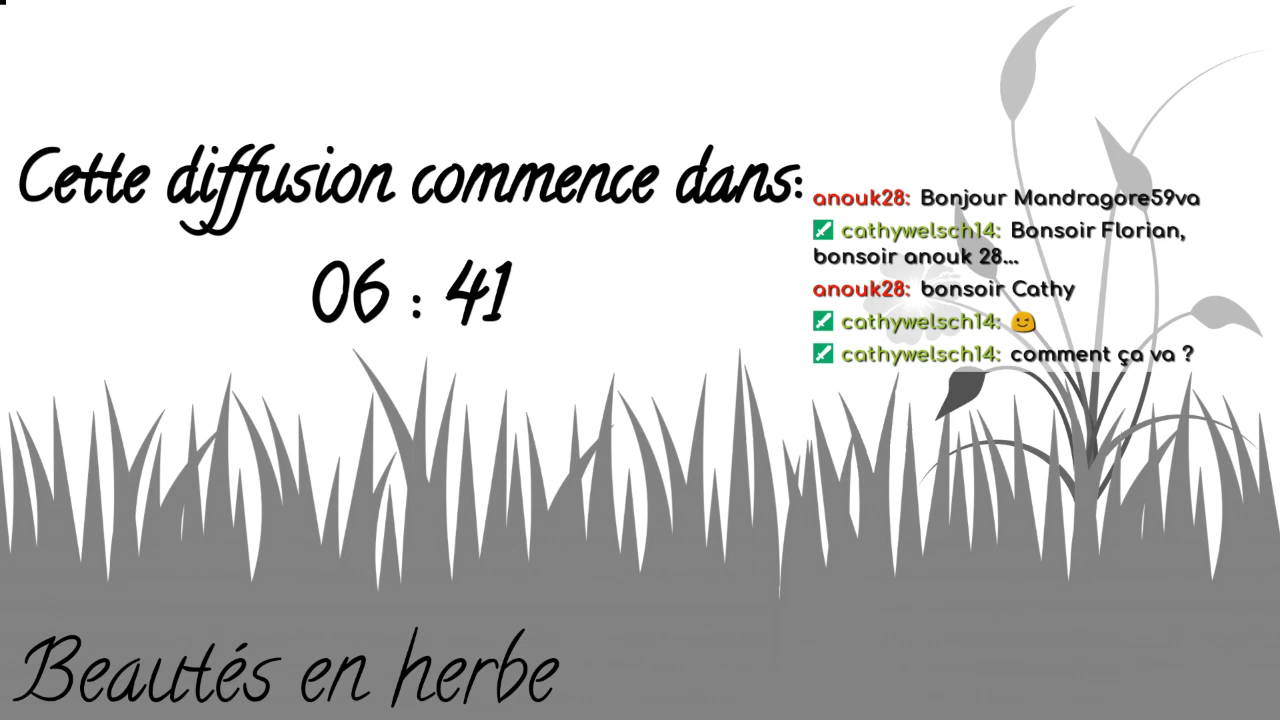 Cette diffusion commence dans:
06 : 41
anouk28: Bonjour Mandragore59va
cathywelsch14: Bonsoir Florian,
bonsoir anouk 28...
anouk28: bonsoir Cathy
cathywelsch14: 😉
cathywelsch14: comment ça va ?
Beautés en herbe